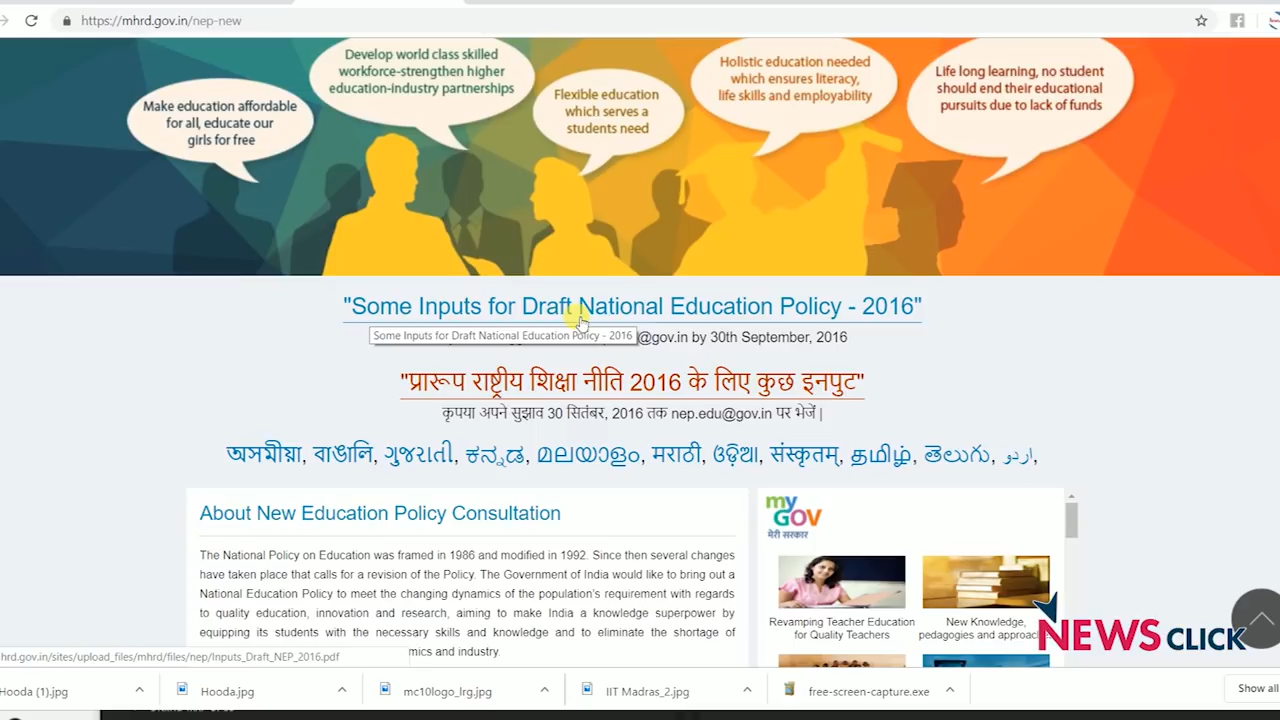 https://mhrd.gov.in/nep-new
Make education affordable
for all, educate our
girls for free
Develop world class skilled
workforce-strengthen higher
education-industry partnerships
Flexible education
which serves a
students need
Holistic education needed
which ensures literacy,
life skills and employability
Life long learning, no student
should end their educational
pursuits due to lack of funds
"Some Inputs for Draft National Education Policy - 2016"
Some Inputs for Draft National Education Policy - 2016
@gov.in by 30th September, 2016
"प्रारूप राष्ट्रीय शिक्षा नीति 2016 के लिए कुछ इनपुट"
कृपया अपने सुझाव 30 सितंबर, 2016 तक nep.edu@gov.in पर भेजें |
অসমীয়া, বাঙালি, ગુજરાતી, ಕನ್ನಡ, മലയാളം, मराठी, ଓଡ଼ିଆ, संस्कृतम्, தமிழ், తెలుగు, اردو,
About New Education Policy Consultation
The National Policy on Education was framed in 1986 and modified in 1992. Since then several changes
have taken place that calls for a revision of the Policy. The Government of India would like to bring out a
National Education Policy to meet the changing dynamics of the population's requirement with regards
to quality education, innovation and research, aiming to make India a knowledge superpower by
equipping its students with the necessary skills and knowledge and to eliminate the shortage of
mics and industry.
my
GOV
मेरी सरकार
Revamping Teacher Education
for Quality Teachers
New Knowledge,
pedagogies and approac
NEWS CLICK
hrd.gov.in/sites/upload_files/mhrd/files/nep/Inputs_Draft_NEP_2016.pdf
Hooda (1).jpg
Hooda.jpg
mc10logo_lrg.jpg
IIT Madras_2.jpg
free-screen-capture.exe
Show all